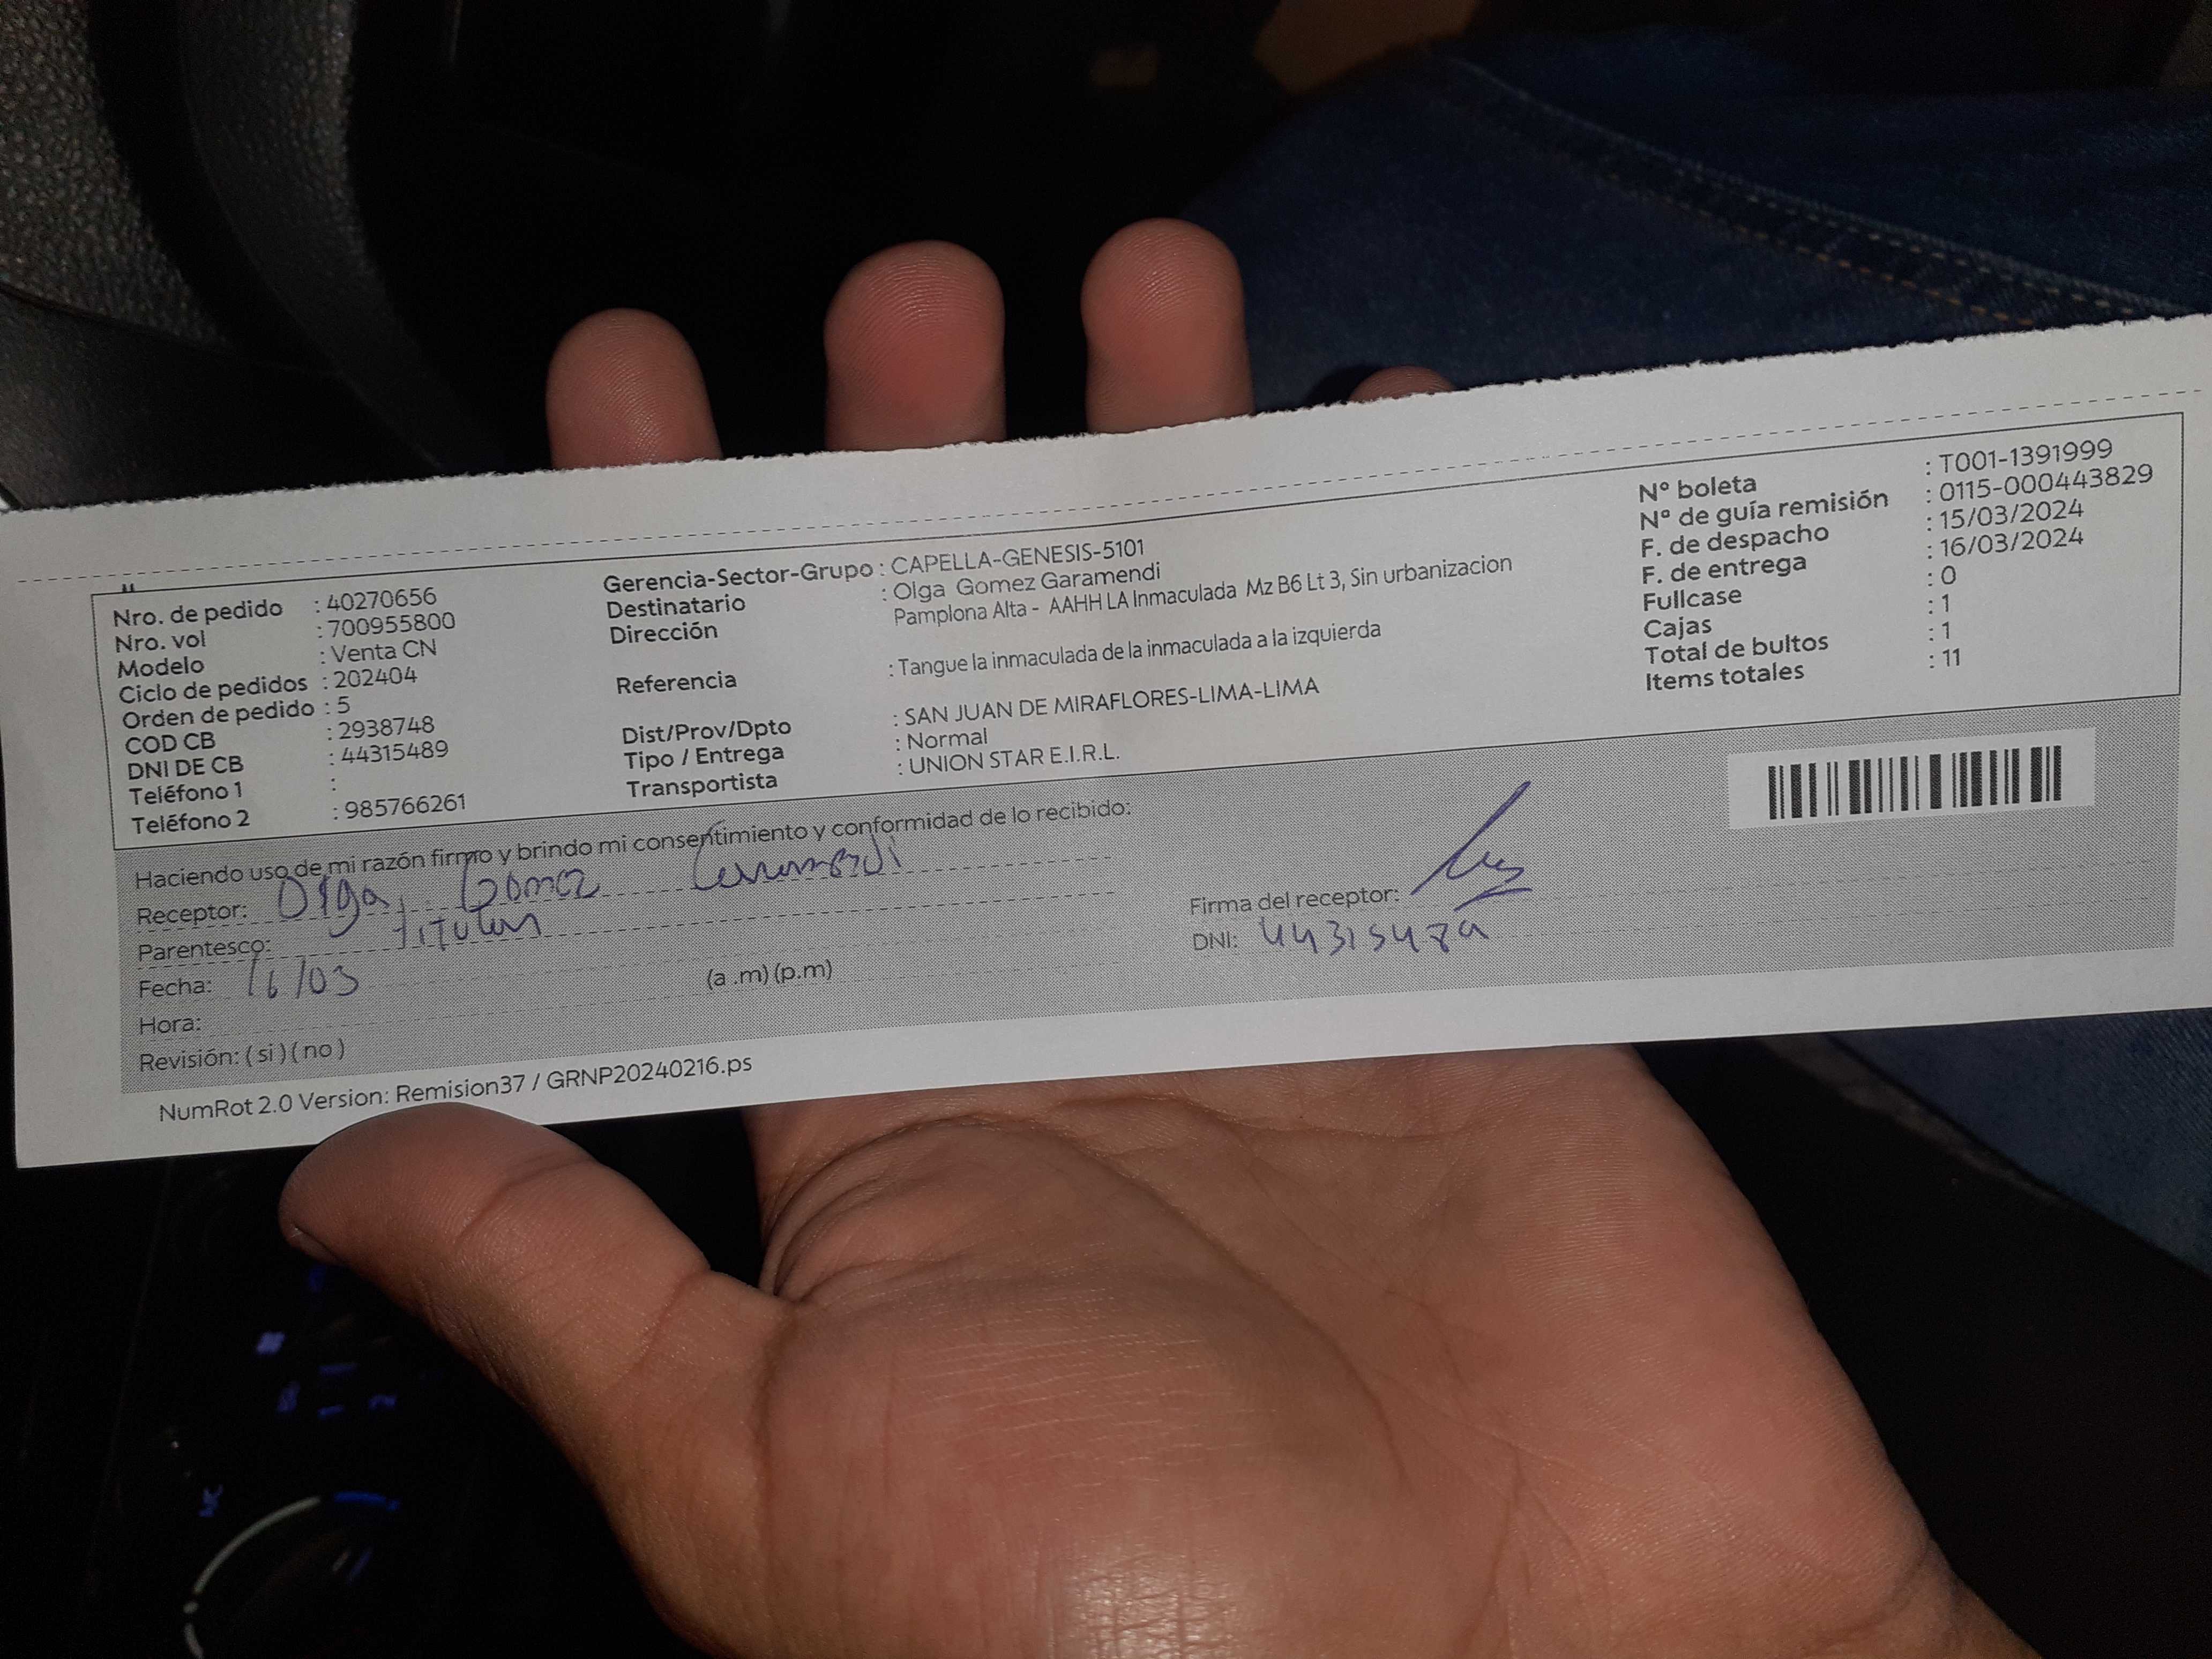 Nro. de pedido : 40270656
Nro. vol : 700955800
Modelo : Venta CN
Ciclo de pedidos : 202404
Orden de pedido : 5
COD CB : 2938748
DNI DE CB : 44315489
Teléfono 1 :
Teléfono 2 : 985766261
Gerencia-Sector-Grupo : CAPELLA-GENESIS-5101
Destinatario : Olga Gomez Garamendi
Dirección Pamplona Alta - AAHH LA Inmaculada Mz B6 Lt 3, Sin urbanizacion
Referencia : Tangue la inmaculada de la inmaculada a la izquierda
Dist/Prov/Dpto : SAN JUAN DE MIRAFLORES-LIMA-LIMA
Tipo / Entrega : Normal
Transportista : UNION STAR E.I.R.L.
N° boleta : T001-1391999
N° de guía remisión : 0115-000443829
F. de despacho : 15/03/2024
F. de entrega : 16/03/2024
Fullcase : 0
Cajas : 1
Total de bultos : 1
Items totales : 11
Haciendo uso de mi razón firmo y brindo mi consentimiento y conformidad de lo recibido:
Receptor: Olga Gomez
Parentesco: titular
Fecha: 16/03
Hora: (a .m) (p.m)
Revisión: ( si ) ( no )
Firma del receptor:
DNI: 44315489
NumRot 2.0 Version: Remision37 / GRNP20240216.ps